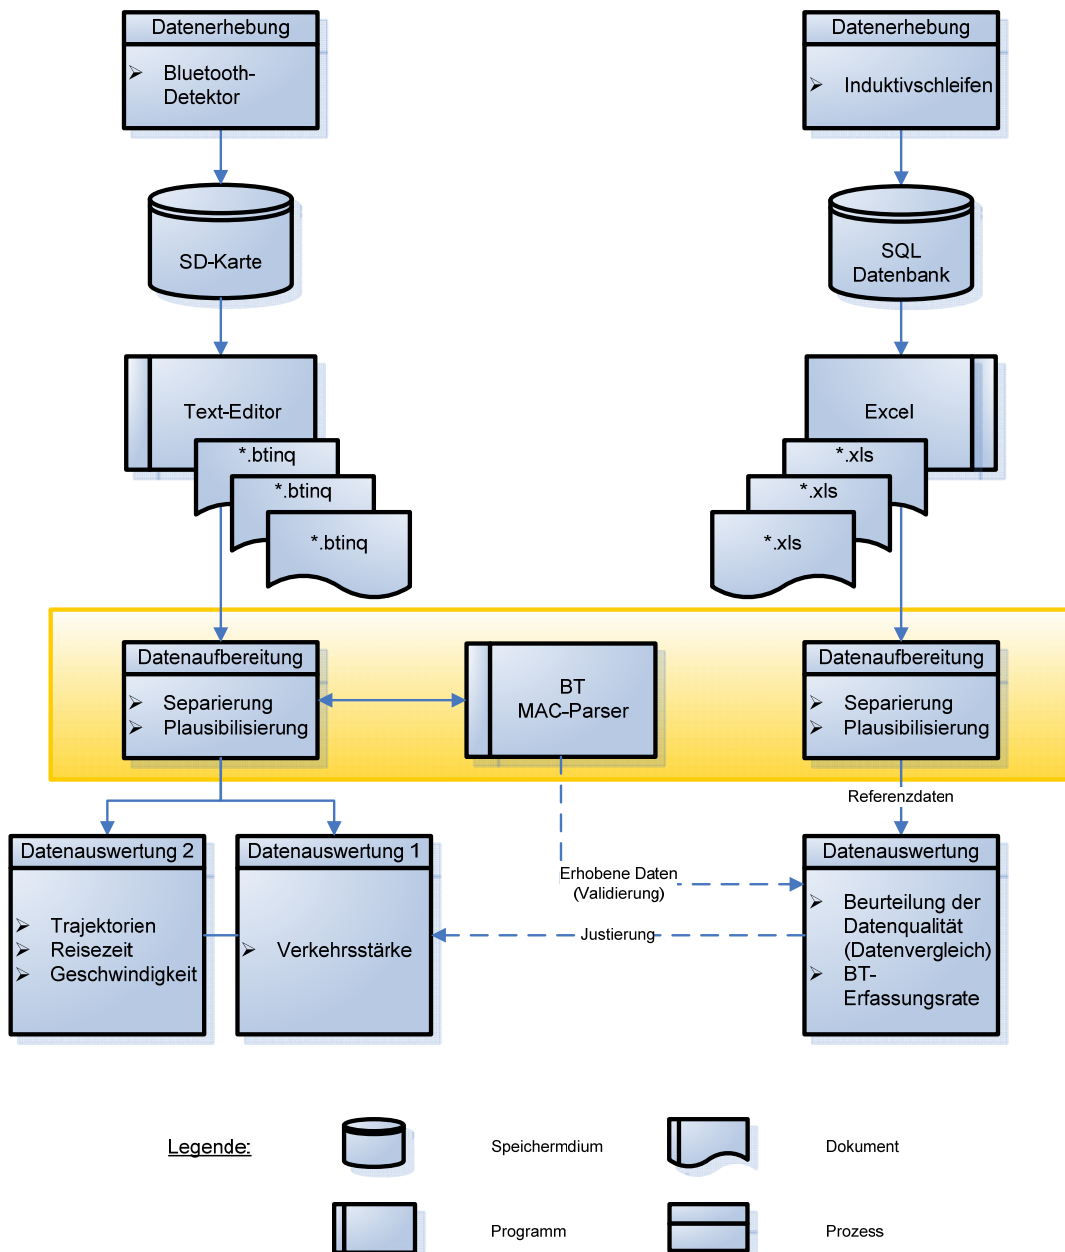 Datenerhebung
Bluetooth-
Detektor
Datenerhebung
Induktivschleifen
SD-Karte
SQL
Datenbank
Text-Editor
*.btinq
*.btinq
*.btinq
Excel
*.xls
*.xls
*.xls
Datenaufbereitung
Separierung
Plausibilisierung
BT
MAC-Parser
Datenaufbereitung
Separierung
Plausibilisierung
Referenzdaten
Datenauswertung 2
Trajektorien
Reisezeit
Geschwindigkeit
Datenauswertung 1
Verkehrsstärke
Erhobene Daten
(Validierung)
Justierung
Datenauswertung
Beurteilung der
Datenqualität
(Datenvergleich)
BT-
Erfassungsrate
Legende:
Speichermdium
Dokument
Programm
Prozess